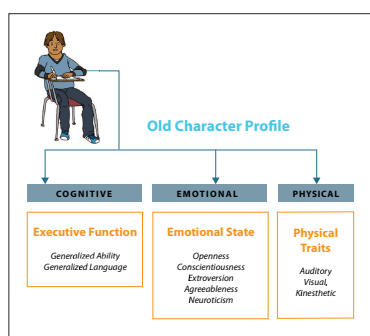 Old Character Profile
COGNITIVE
EMOTIONAL
PHYSICAL
Executive Function
Generalized Ability
Generalized Language
Emotional State
Openness
Conscientiousness
Extroversion
Agreeableness
Neuroticism
Physical
Traits
Auditory
Visual,
Kinesthetic